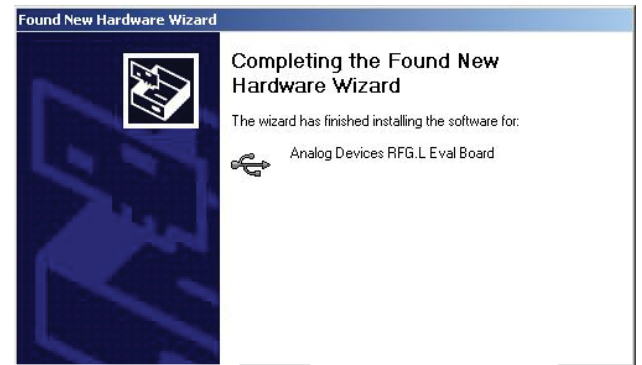 Found New Hardware Wizard
Completing the Found New
Hardware Wizard
The wizard has finished installing the software for:
Analog Devices RFG.L Eval Board